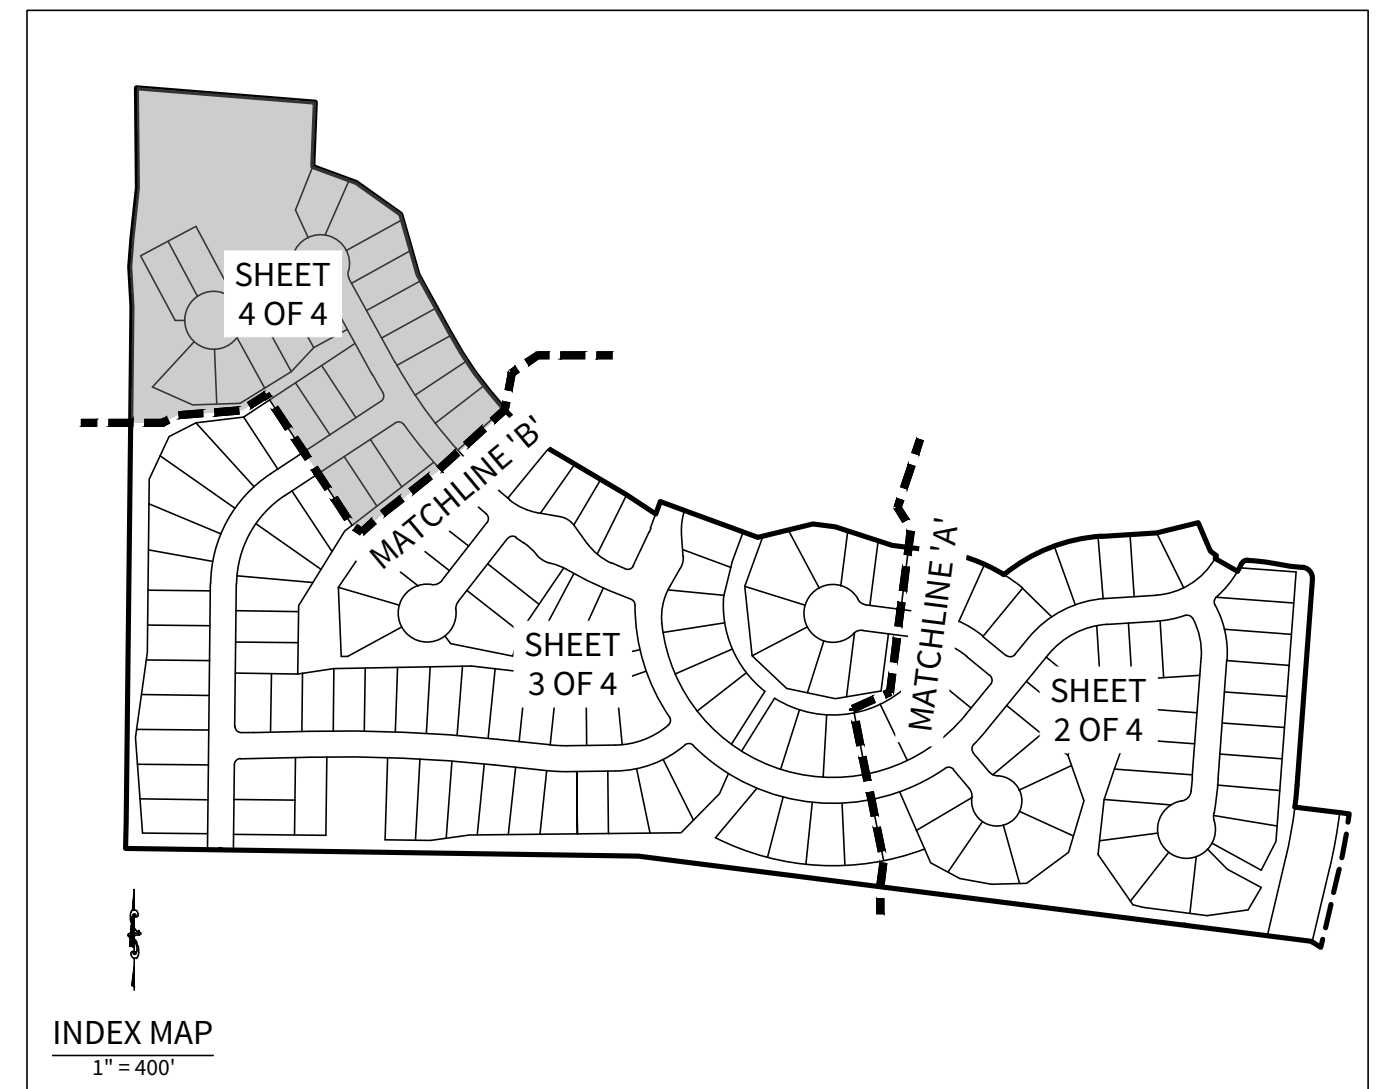 SHEET
4 OF 4
MATCHLINE 'B'
MATCHLINE 'A'
SHEET
3 OF 4
SHEET
2 OF 4
INDEX MAP
1" = 400'